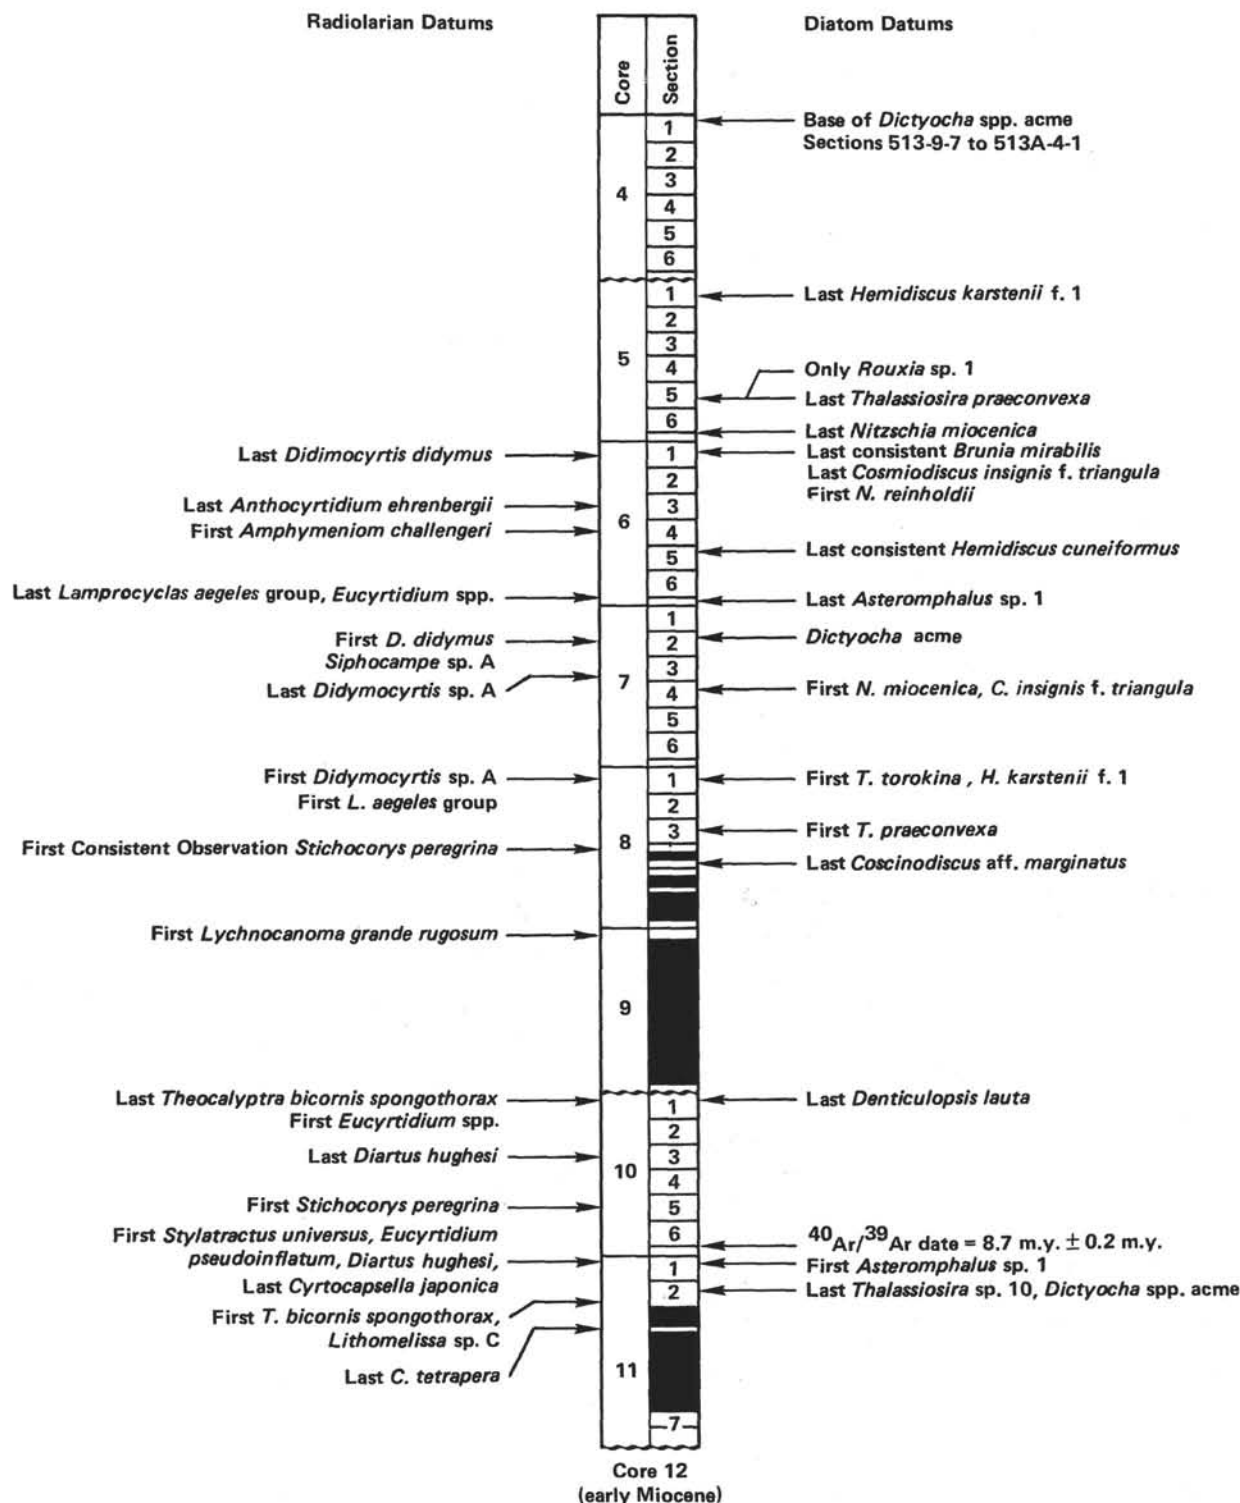 Radiolarian Datums
Last Didimocyrtis didymus
Last Anthocyrtidium ehrenbergii
First Amphymeniom challengeri
Last Lamprocyclas aegeles group, Eucyrtidium spp.
First D. didymus
Siphocampe sp. A
Last Didymocyrtis sp. A
First Didymocyrtis sp. A
First L. aegeles group
First Consistent Observation Stichocorys peregrina
First Lychnocanoma grande rugosum
Last Theocalyptra bicornis spongothorax
First Eucyrtidium spp.
Last Diartus hughesi
First Stichocorys peregrina
First Stylatractus universus, Eucyrtidium
pseudoinflatum, Diartus hughesi,
Last Cyrtocapsella japonica
First T. bicornis spongothorax,
Lithomelissa sp. C
Last C. tetrapera
Core
4
5
6
7
8
9
10
11
Section
1
2
3
4
5
6
1
2
3
4
5
6
1
2
3
4
5
6
1
2
3
4
5
6
1
2
3
1
2
3
4
5
6
1
2
7
Core 12
(early Miocene)
Diatom Datums
Base of Dictyocha spp. acme
Sections 513-9-7 to 513A-4-1
Last Hemidiscus karstenii f. 1
Only Rouxia sp. 1
Last Thalassiosira praeconvexa
Last Nitzschia miocenica
Last consistent Brunia mirabilis
Last Cosmiodiscus insignis f. triangula
First N. reinholdii
Last consistent Hemidiscus cuneiformus
Last Asteromphalus sp. 1
Dictyocha acme
First N. miocenica, C. insignis f. triangula
First T. torokina , H. karstenii f. 1
First T. praeconvexa
Last Coscinodiscus aff. marginatus
Last Denticulopsis lauta
40Ar/39Ar date = 8.7 m.y. ± 0.2 m.y.
First Asteromphalus sp. 1
Last Thalassiosira sp. 10, Dictyocha spp. acme